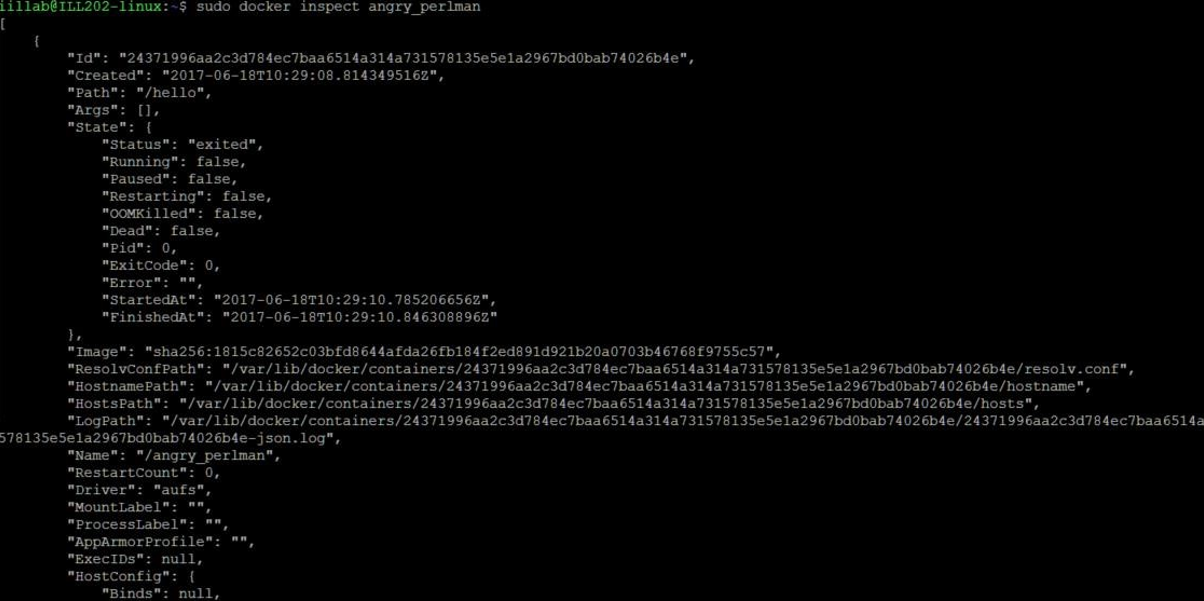 iillab@ILL202-linux:~$ sudo docker inspect angry_perlman
[
    {
        "Id": "24371996aa2c3d784ec7baa6514a314a731578135e5e1a2967bd0bab74026b4e",
        "Created": "2017-06-18T10:29:08.814349516Z",
        "Path": "/hello",
        "Args": [],
        "State": {
            "Status": "exited",
            "Running": false,
            "Paused": false,
            "Restarting": false,
            "OOMKilled": false,
            "Dead": false,
            "Pid": 0,
            "ExitCode": 0,
            "Error": "",
            "StartedAt": "2017-06-18T10:29:10.785206656Z",
            "FinishedAt": "2017-06-18T10:29:10.846308896Z"
        },
        "Image": "sha256:1815c82652c03bfd8644afda26fb184f2ed891d921b20a0703b46768f9755c57",
        "ResolvConfPath": "/var/lib/docker/containers/24371996aa2c3d784ec7baa6514a314a731578135e5e1a2967bd0bab74026b4e/resolv.conf",
        "HostnamePath": "/var/lib/docker/containers/24371996aa2c3d784ec7baa6514a314a731578135e5e1a2967bd0bab74026b4e/hostname",
        "HostsPath": "/var/lib/docker/containers/24371996aa2c3d784ec7baa6514a314a731578135e5e1a2967bd0bab74026b4e/hosts",
        "LogPath": "/var/lib/docker/containers/24371996aa2c3d784ec7baa6514a314a731578135e5e1a2967bd0bab74026b4e/24371996aa2c3d784ec7baa6514a
578135e5e1a2967bd0bab74026b4e-json.log",
        "Name": "/angry_perlman",
        "RestartCount": 0,
        "Driver": "aufs",
        "MountLabel": "",
        "ProcessLabel": "",
        "AppArmorProfile": "",
        "ExecIDs": null,
        "HostConfig": {
            "Binds": null,